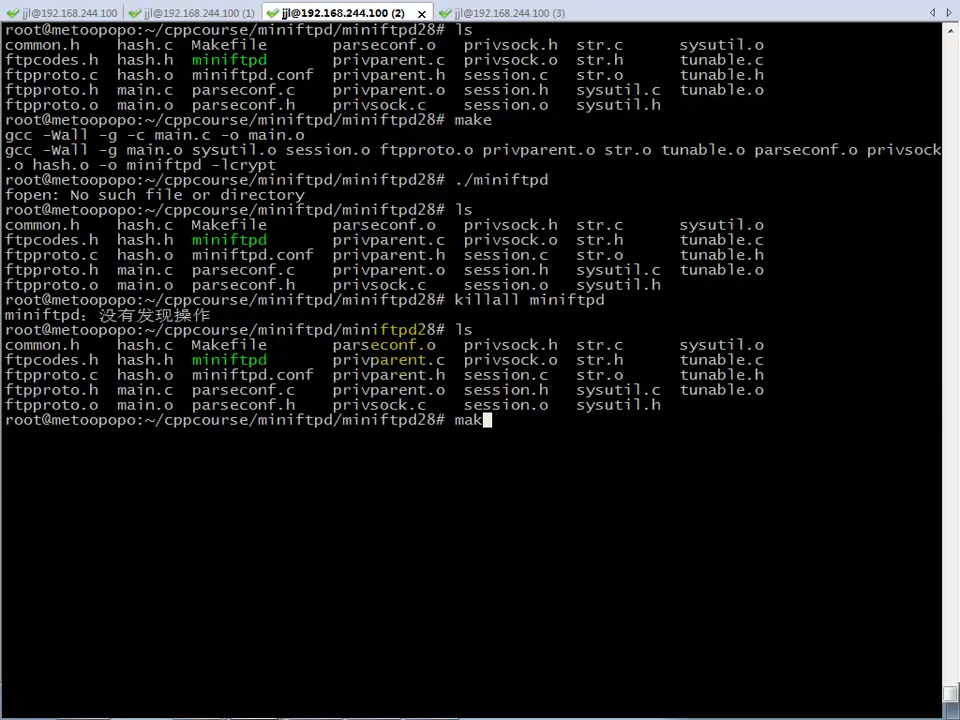 jjl@192.168.244.100 jjl@192.168.244.100 (1) jjl@192.168.244.100 (2) jjl@192.168.244.100 (3)
root@metoopopo:~/cppcourse/miniftpd/miniftpd28# ls
common.h hash.c Makefile parseconf.o privsock.h str.c sysutil.o
ftpcodes.h hash.h miniftpd privparent.c privsock.o str.h tunable.c
ftpproto.c hash.o miniftpd.conf privparent.h session.c str.o tunable.h
ftpproto.h main.c parseconf.c privparent.o session.h sysutil.c tunable.o
ftpproto.o main.o parseconf.h privsock.c session.o sysutil.h
root@metoopopo:~/cppcourse/miniftpd/miniftpd28# make
gcc -Wall -g -c main.c -o main.o
gcc -Wall -g main.o sysutil.o session.o ftpproto.o privparent.o str.o tunable.o parseconf.o privsock
.o hash.o -o miniftpd -lcrypt
root@metoopopo:~/cppcourse/miniftpd/miniftpd28# ./miniftpd
fopen: No such file or directory
root@metoopopo:~/cppcourse/miniftpd/miniftpd28# ls
common.h hash.c Makefile parseconf.o privsock.h str.c sysutil.o
ftpcodes.h hash.h miniftpd privparent.c privsock.o str.h tunable.c
ftpproto.c hash.o miniftpd.conf privparent.h session.c str.o tunable.h
ftpproto.h main.c parseconf.c privparent.o session.h sysutil.c tunable.o
ftpproto.o main.o parseconf.h privsock.c session.o sysutil.h
root@metoopopo:~/cppcourse/miniftpd/miniftpd28# killall miniftpd
miniftpd: 没有发现操作
root@metoopopo:~/cppcourse/miniftpd/miniftpd28# ls
common.h hash.c Makefile parseconf.o privsock.h str.c sysutil.o
ftpcodes.h hash.h miniftpd privparent.c privsock.o str.h tunable.c
ftpproto.c hash.o miniftpd.conf privparent.h session.c str.o tunable.h
ftpproto.h main.c parseconf.c privparent.o session.h sysutil.c tunable.o
ftpproto.o main.o parseconf.h privsock.c session.o sysutil.h
root@metoopopo:~/cppcourse/miniftpd/miniftpd28# mak